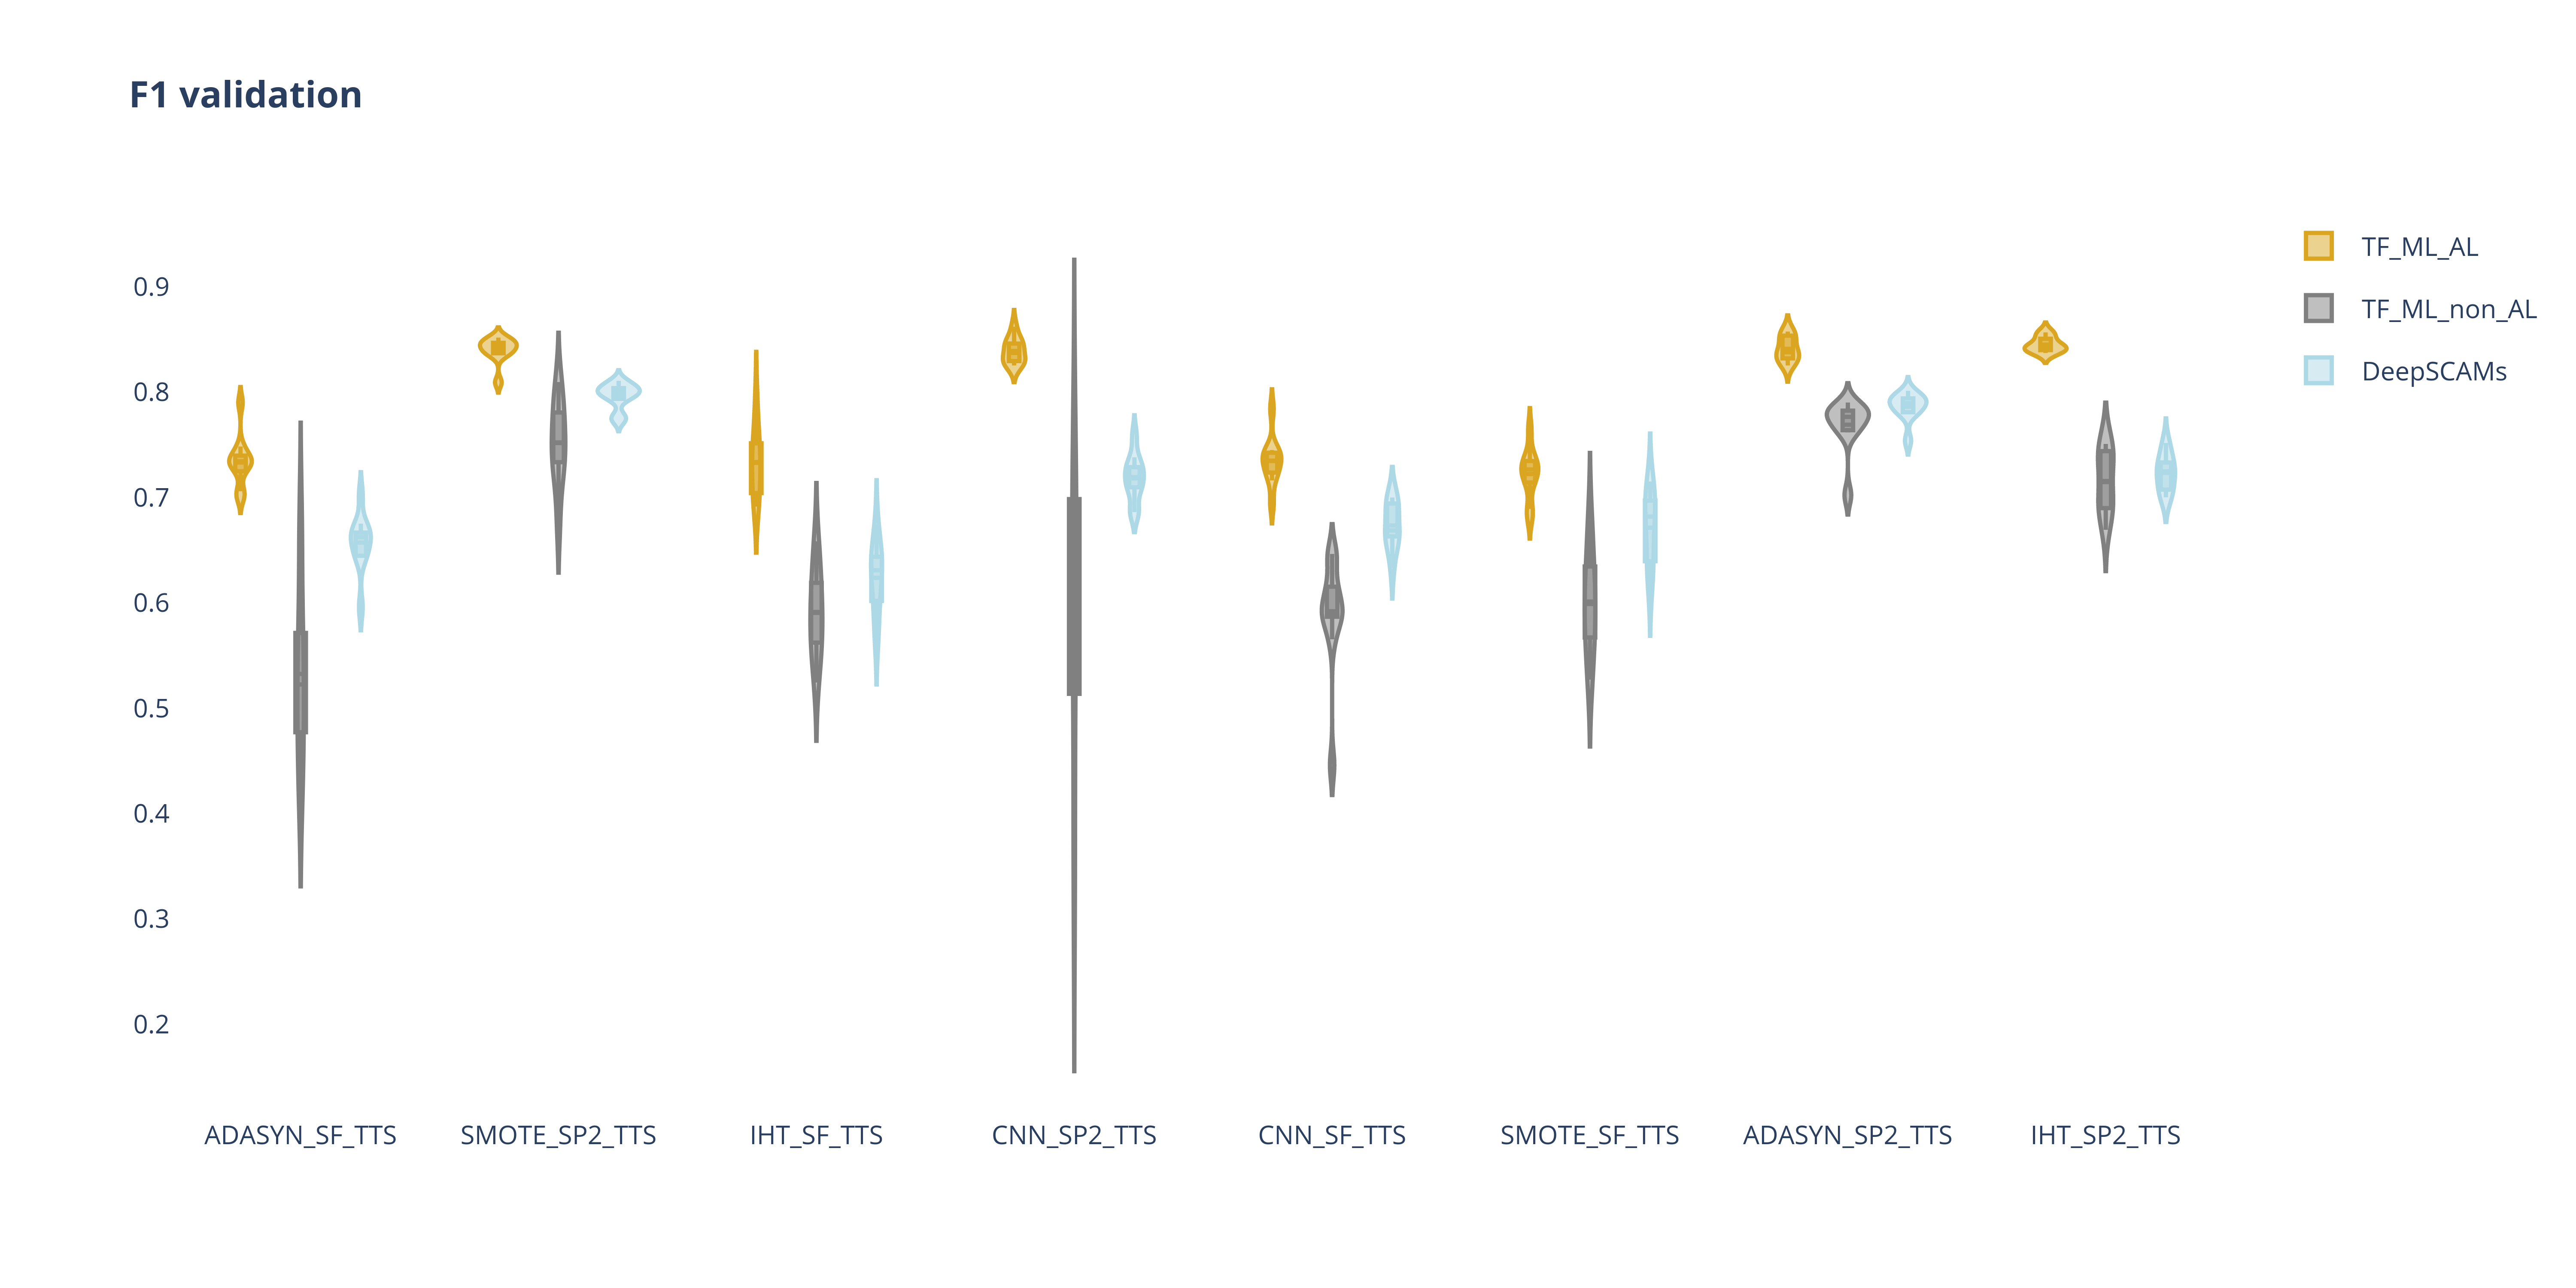 F1 validation
TF_ML_AL
TF_ML_non_AL
DeepSCAMs
0.9
0.8
0.7
0.6
0.5
0.4
0.3
0.2
ADASYN_SF_TTS
SMOTE_SP2_TTS
IHT_SF_TTS
CNN_SP2_TTS
CNN_SF_TTS
SMOTE_SF_TTS
ADASYN_SP2_TTS
IHT_SP2_TTS